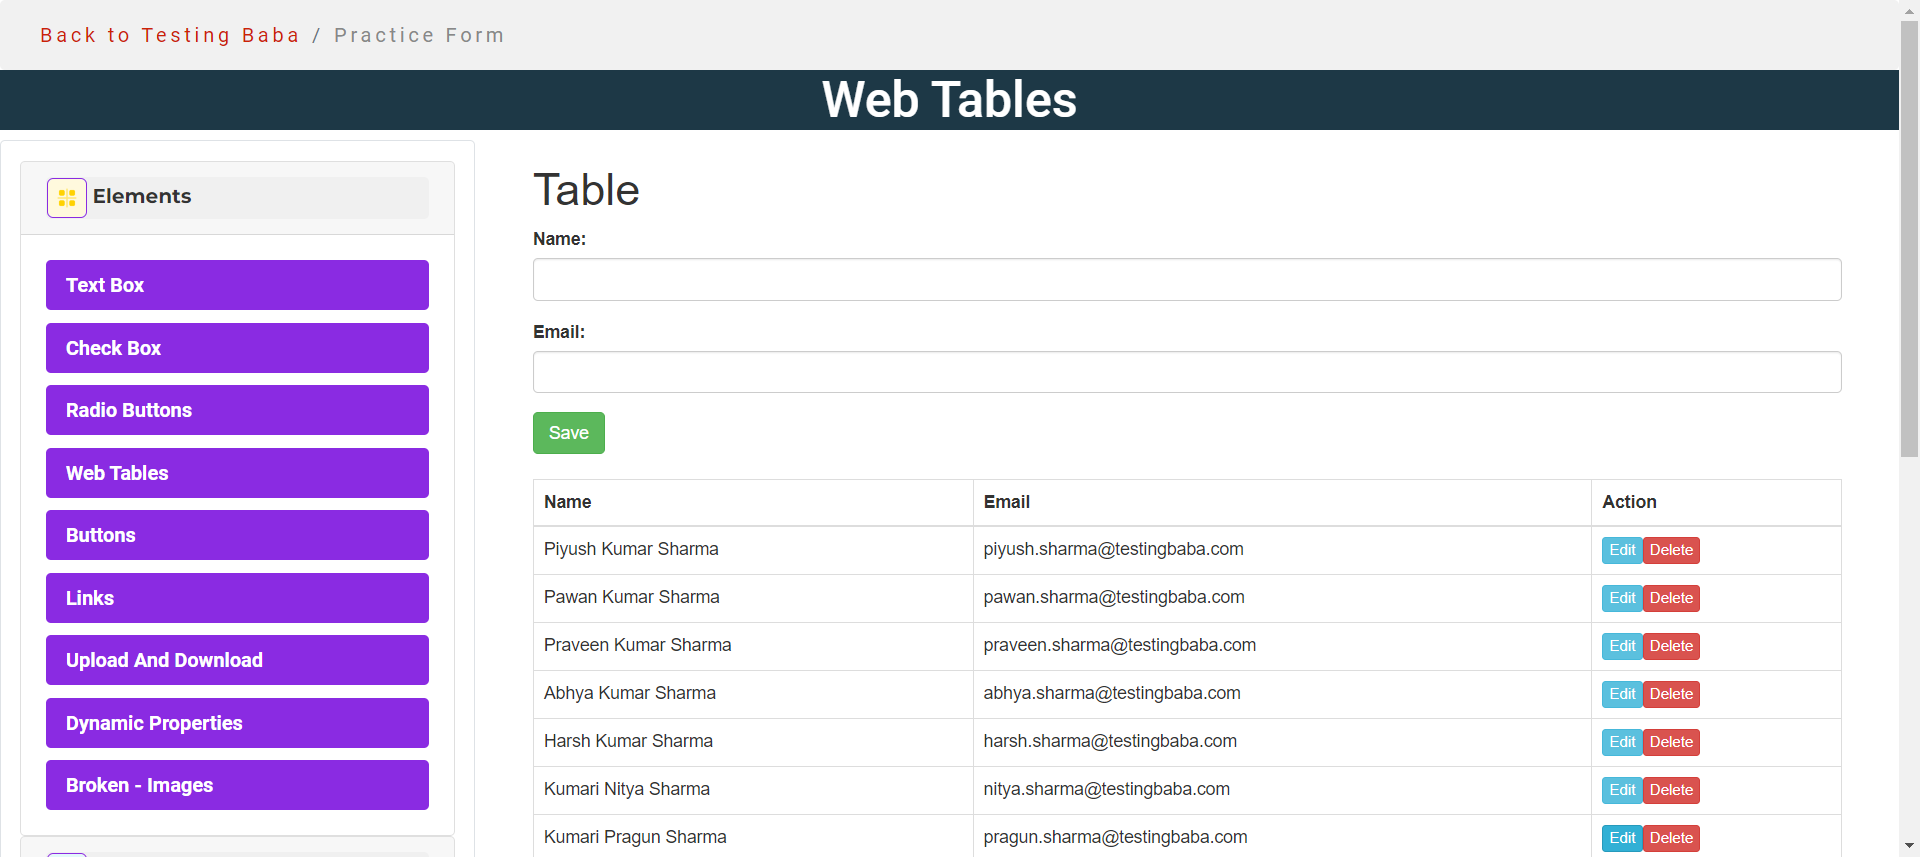 Back to Testing Baba / Practice Form
Web Tables
Elements
Text Box
Check Box
Radio Buttons
Web Tables
Buttons
Links
Upload And Download
Dynamic Properties
Broken - Images
Table
Name:
Email:
Save
Name Email Action
Piyush Kumar Sharma piyush.sharma@testingbaba.com Edit Delete
Pawan Kumar Sharma pawan.sharma@testingbaba.com Edit Delete
Praveen Kumar Sharma praveen.sharma@testingbaba.com Edit Delete
Abhya Kumar Sharma abhya.sharma@testingbaba.com Edit Delete
Harsh Kumar Sharma harsh.sharma@testingbaba.com Edit Delete
Kumari Nitya Sharma nitya.sharma@testingbaba.com Edit Delete
Kumari Pragun Sharma pragun.sharma@testingbaba.com Edit Delete